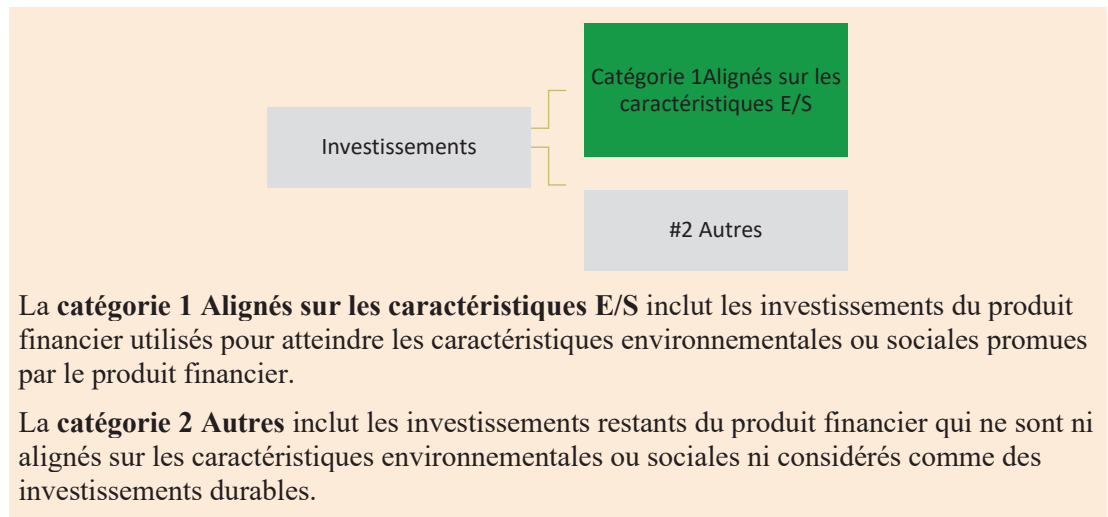 Catégorie 1Alignés sur les
caractéristiques E/S
Investissements
#2 Autres
La catégorie 1 Alignés sur les caractéristiques E/S inclut les investissements du produit
financier utilisés pour atteindre les caractéristiques environnementales ou sociales promues
par le produit financier.
La catégorie 2 Autres inclut les investissements restants du produit financier qui ne sont ni
alignés sur les caractéristiques environnementales ou sociales ni considérés comme des
investissements durables.